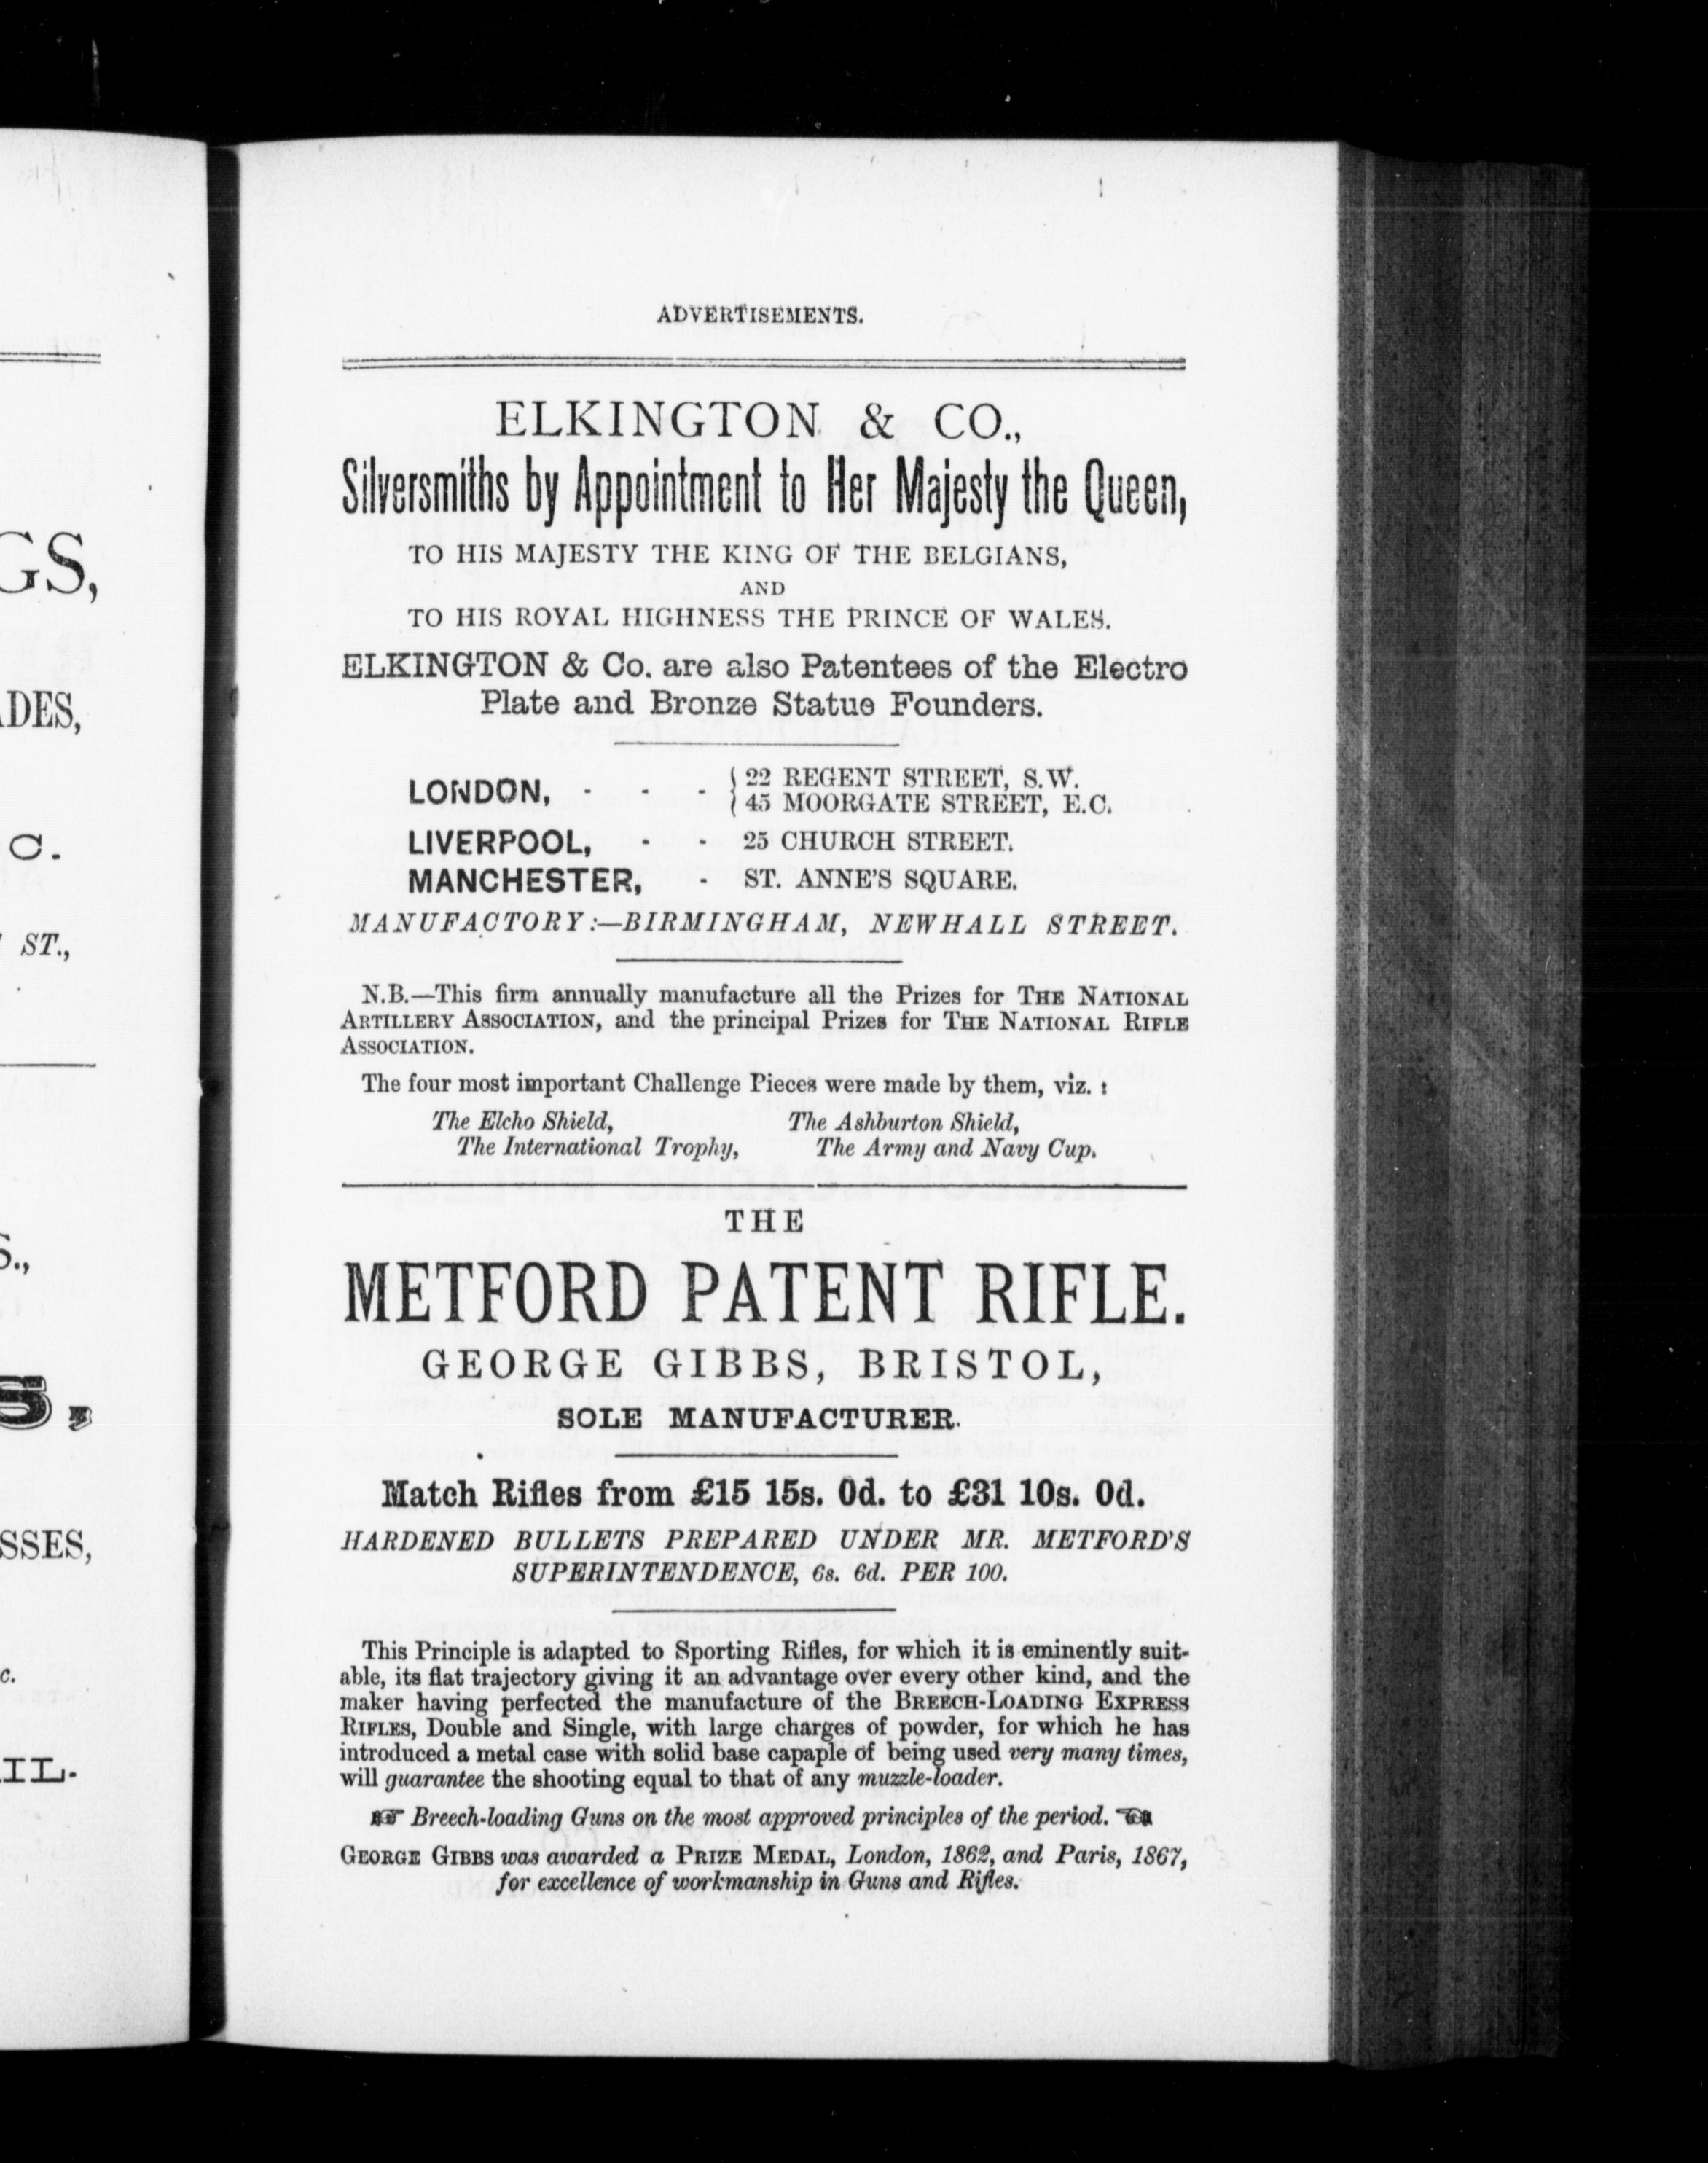 GS,
ADES,
C.
ST.,
S.,
S,
SSES,
c.
IL.
ADVERTISEMENTS.
ELKINGTON & CO.,
Silversmiths by Appointment to Her Majesty the Queen,
TO HIS MAJESTY THE KING OF THE BELGIANS,
AND
TO HIS ROYAL HIGHNESS THE PRINCE OF WALES.
ELKINGTON & Co. are also Patentees of the Electro
Plate and Bronze Statue Founders.
LONDON, - - - { 22 REGENT STREET, S.W.
45 MOORGATE STREET, E.C.
LIVERPOOL, - - 25 CHURCH STREET.
MANCHESTER, - ST. ANNE'S SQUARE.
MANUFACTORY:—BIRMINGHAM, NEWHALL STREET.
N.B.—This firm annually manufacture all the Prizes for THE NATIONAL
ARTILLERY ASSOCIATION, and the principal Prizes for THE NATIONAL RIFLE
ASSOCIATION.
The four most important Challenge Pieces were made by them, viz. :
The Elcho Shield, The Ashburton Shield,
The International Trophy, The Army and Navy Cup.
THE
METFORD PATENT RIFLE.
GEORGE GIBBS, BRISTOL,
SOLE MANUFACTURER.
Match Rifles from £15 15s. 0d. to £31 10s. 0d.
HARDENED BULLETS PREPARED UNDER MR. METFORD'S
SUPERINTENDENCE, 6s. 6d. PER 100.
This Principle is adapted to Sporting Rifles, for which it is eminently suit-
able, its flat trajectory giving it an advantage over every other kind, and the
maker having perfected the manufacture of the BREECH-LOADING EXPRESS
RIFLES, Double and Single, with large charges of powder, for which he has
introduced a metal case with solid base capaple of being used very many times,
will guarantee the shooting equal to that of any muzzle-loader.
☞ Breech-loading Guns on the most approved principles of the period. ☜
GEORGE GIBBS was awarded a PRIZE MEDAL, London, 1862, and Paris, 1867,
for excellence of workmanship in Guns and Rifles.